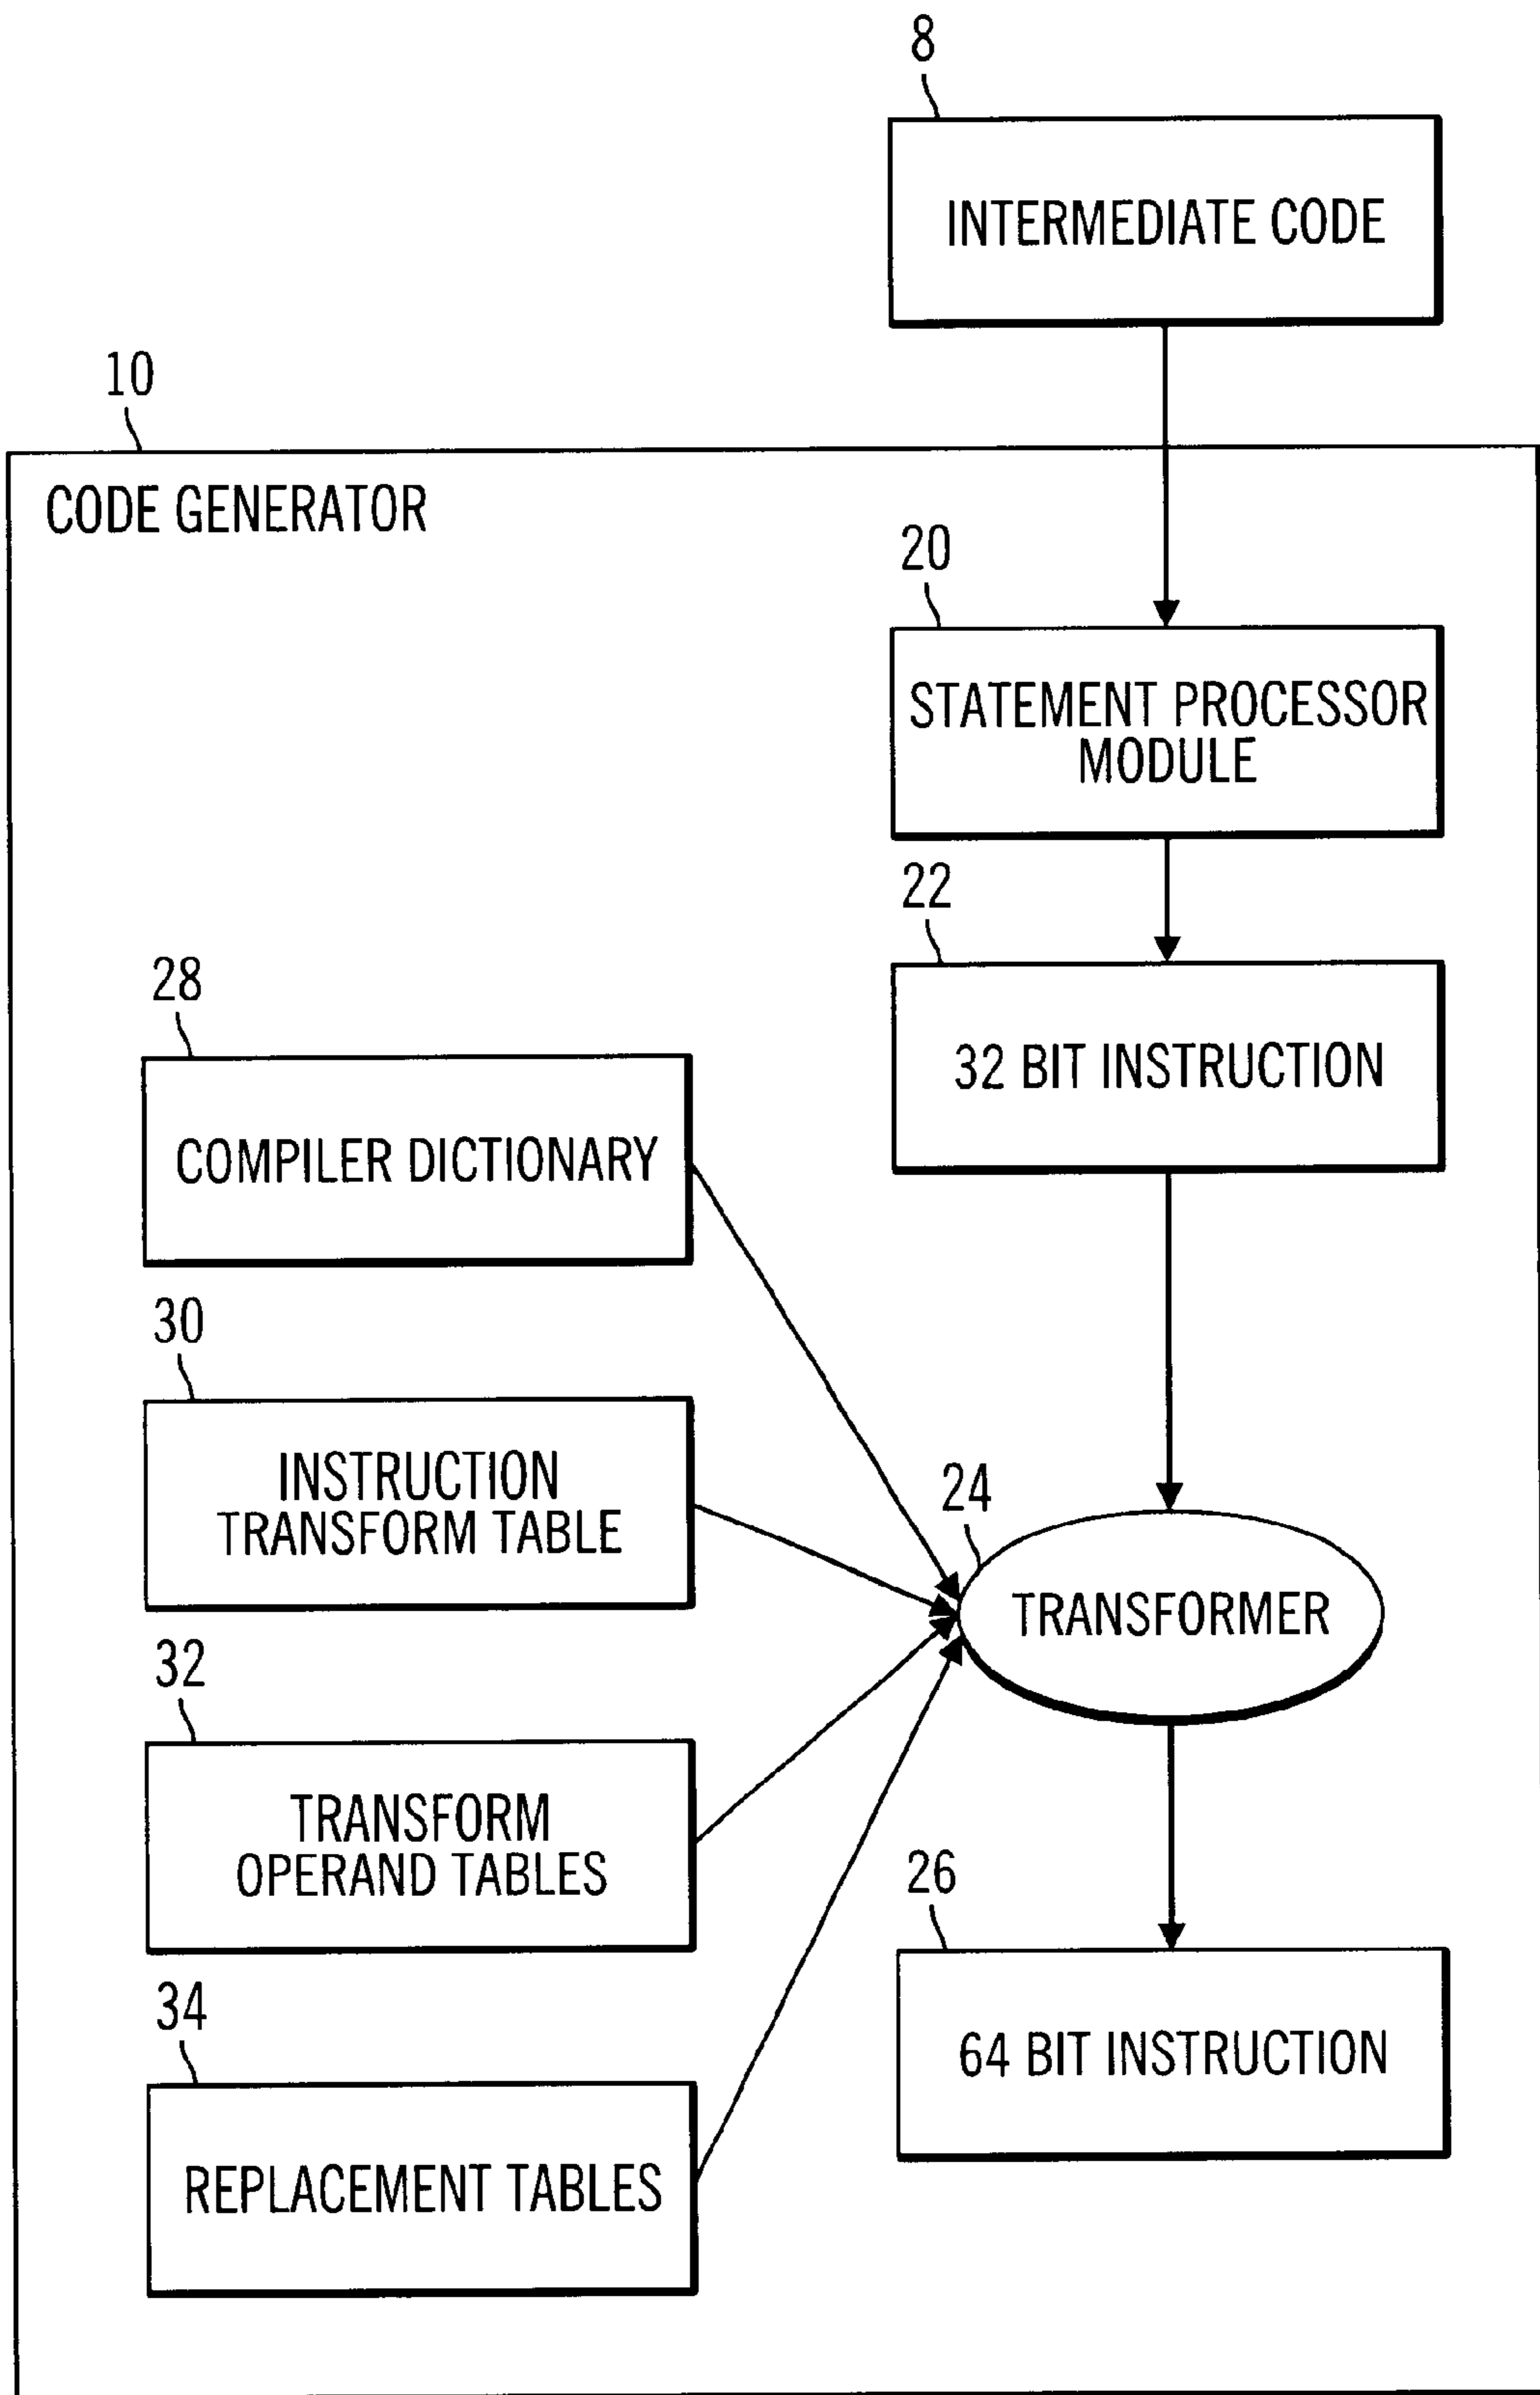 8
INTERMEDIATE CODE
10
CODE GENERATOR
20
STATEMENT PROCESSOR
MODULE
22
32 BIT INSTRUCTION
28
COMPILER DICTIONARY
30
INSTRUCTION
TRANSFORM TABLE
24
TRANSFORMER
32
TRANSFORM
OPERAND TABLES
26
64 BIT INSTRUCTION
34
REPLACEMENT TABLES